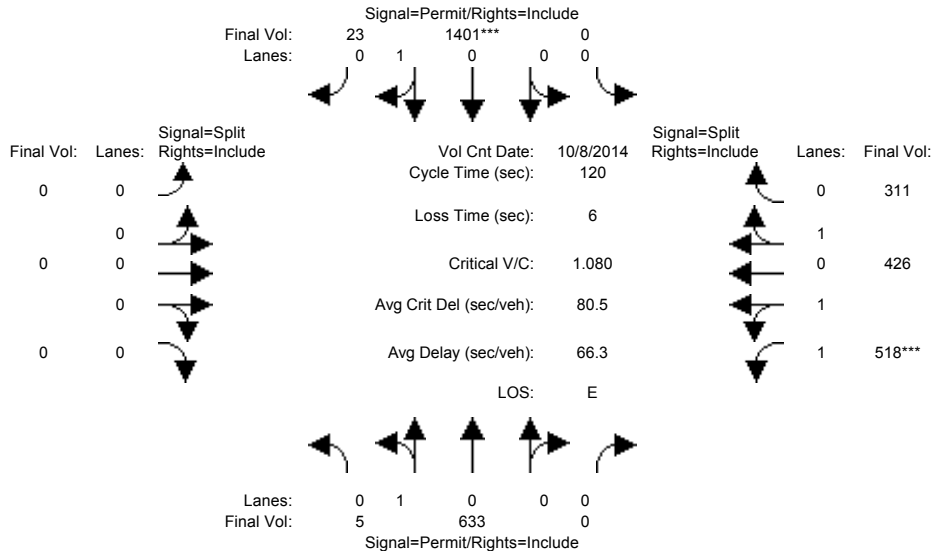 Signal=Permit/Rights=Include
Final Vol: 23 1401*** 0
Lanes: 0 1 0 0 0
Signal=Split Signal=Split
Final Vol: Lanes: Rights=Include Vol Cnt Date: 10/8/2014 Rights=Include Lanes: Final Vol:
Cycle Time (sec): 120
0 0 0 311
Loss Time (sec): 6
0 1
0 0 Critical V/C: 1.080 0 426
0 Avg Crit Del (sec/veh): 80.5 1
0 0 Avg Delay (sec/veh): 66.3 1 518***
LOS: E
Lanes: 0 1 0 0 0
Final Vol: 5 633 0
Signal=Permit/Rights=Include